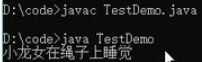 D:\code>javac TestDemo.java
D:\code>java TestDemo
小龙女在绳子上睡觉